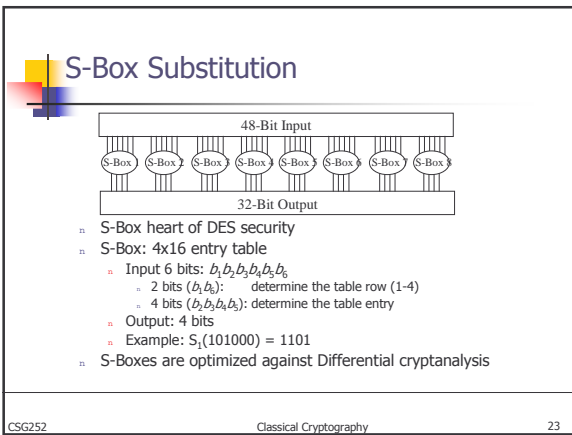 S-Box Substitution
48-Bit Input
S-Box 1 S-Box 2 S-Box 3 S-Box 4 S-Box 5 S-Box 6 S-Box 7 S-Box 8
32-Bit Output
n S-Box heart of DES security
n S-Box: 4x16 entry table
n Input 6 bits: b₁b₂b₃b₄b₅b₆
n 2 bits (b₁b₆): determine the table row (1-4)
n 4 bits (b₂b₃b₄b₅): determine the table entry
n Output: 4 bits
n Example: S₁(101000) = 1101
n S-Boxes are optimized against Differential cryptanalysis
CSG252 Classical Cryptography 23